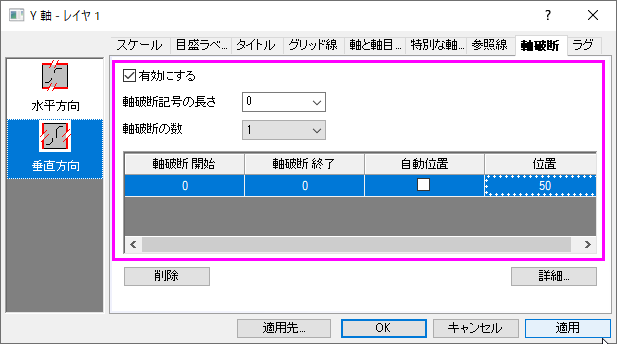 Y 軸 - レイヤ 1
?
スケール 目盛ラベ... タイトル グリッド線 軸と軸目... 特別な軸... 参照線 軸破断 ラグ
水平方向
垂直方向
有効にする
軸破断記号の長さ 0
軸破断の数 1
軸破断 開始 軸破断 終了 自動位置 位置
0 0 50
削除 詳細...
適用先... OK キャンセル 適用